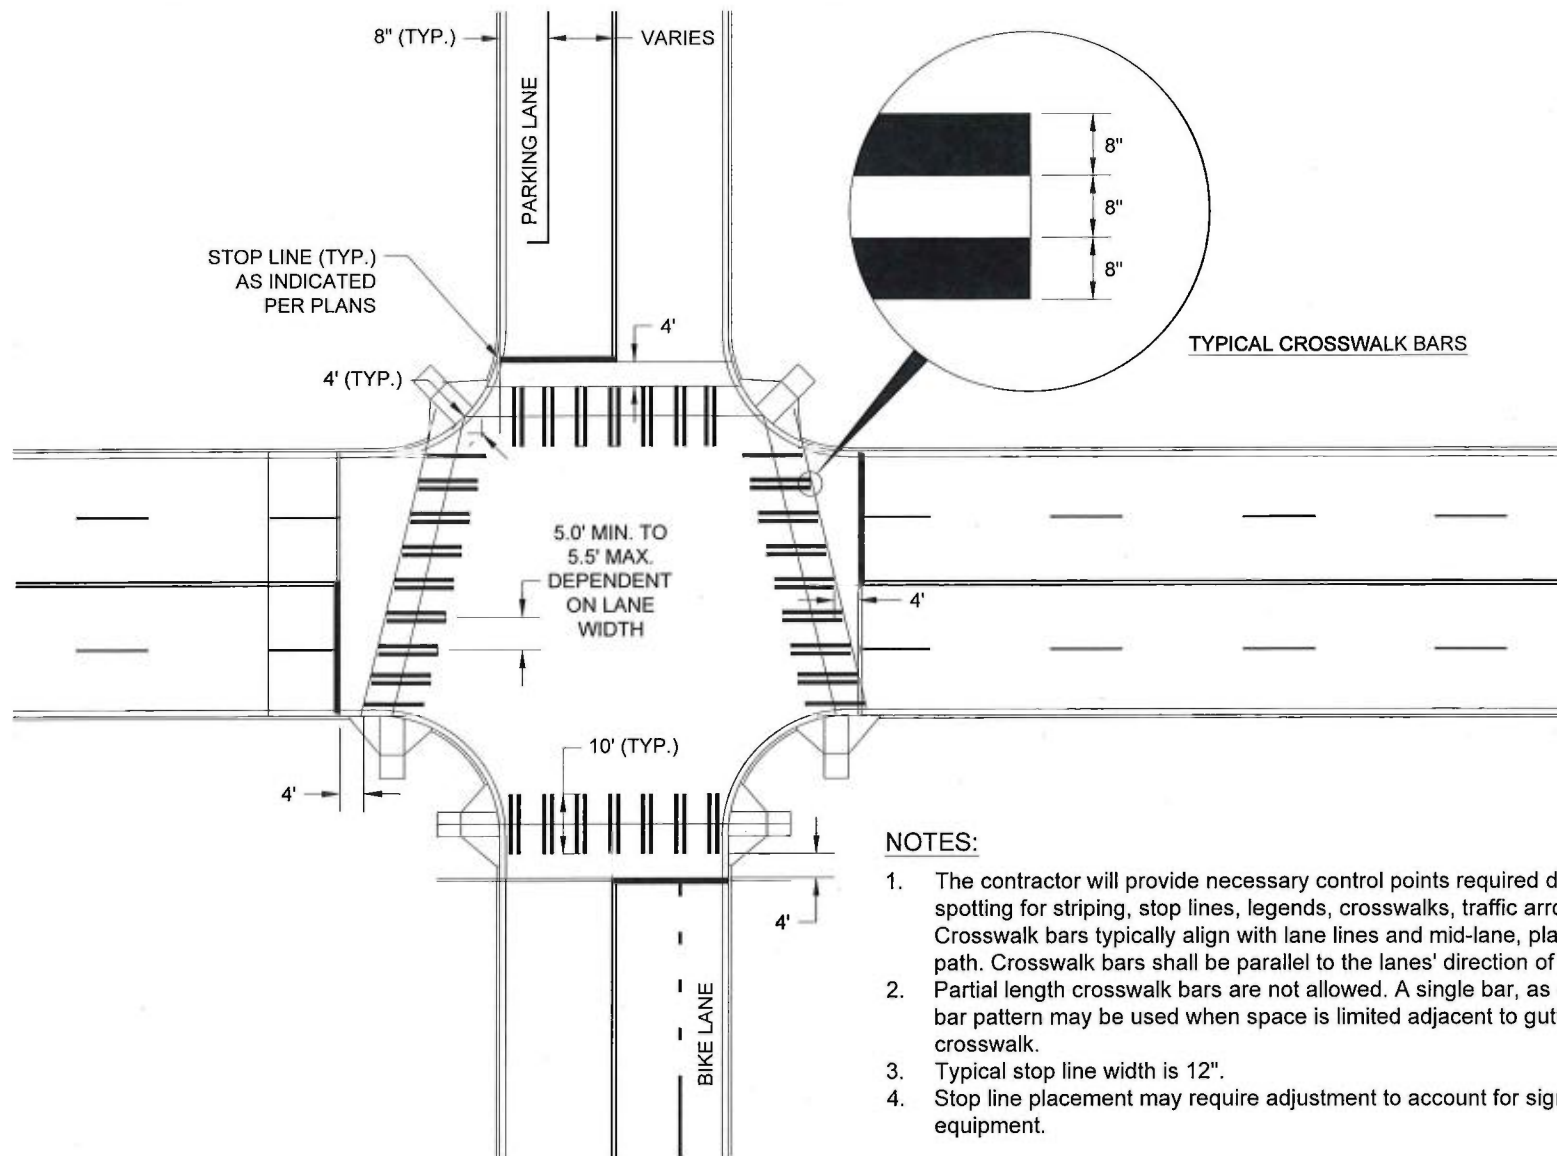 8" (TYP.)
VARIES
PARKING LANE
8"
8"
8"
STOP LINE (TYP.)
AS INDICATED
PER PLANS
4'
TYPICAL CROSSWALK BARS
4' (TYP.)
5.0' MIN. TO
5.5' MAX.
DEPENDENT
ON LANE
WIDTH
4'
10' (TYP.)
4'
4'
BIKE LANE
NOTES:
1. The contractor will provide necessary control points required
spotting for striping, stop lines, legends, crosswalks, traffic
Crosswalk bars typically align with lane lines and mid-lane,
path. Crosswalk bars shall be parallel to the lanes' direction of
2. Partial length crosswalk bars are not allowed. A single bar, as
bar pattern may be used when space is limited adjacent to
crosswalk.
3. Typical stop line width is 12".
4. Stop line placement may require adjustment to account for
equipment.